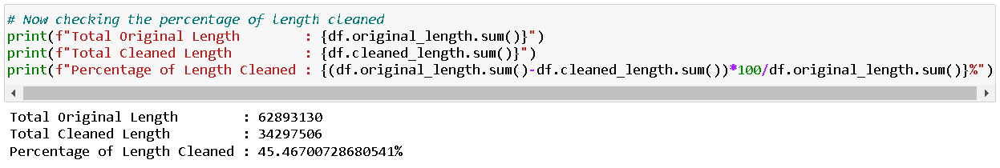 # Now checking the percentage of length cleaned
print(f"Total Original Length        : {df.original_length.sum()}")
print(f"Total Cleaned Length         : {df.cleaned_length.sum()}")
print(f"Percentage of Length Cleaned : {(df.original_length.sum()-df.cleaned_length.sum())*100/df.original_length.sum()}%")
Total Original Length        : 62893130
Total Cleaned Length         : 34297506
Percentage of Length Cleaned : 45.46700728680541%